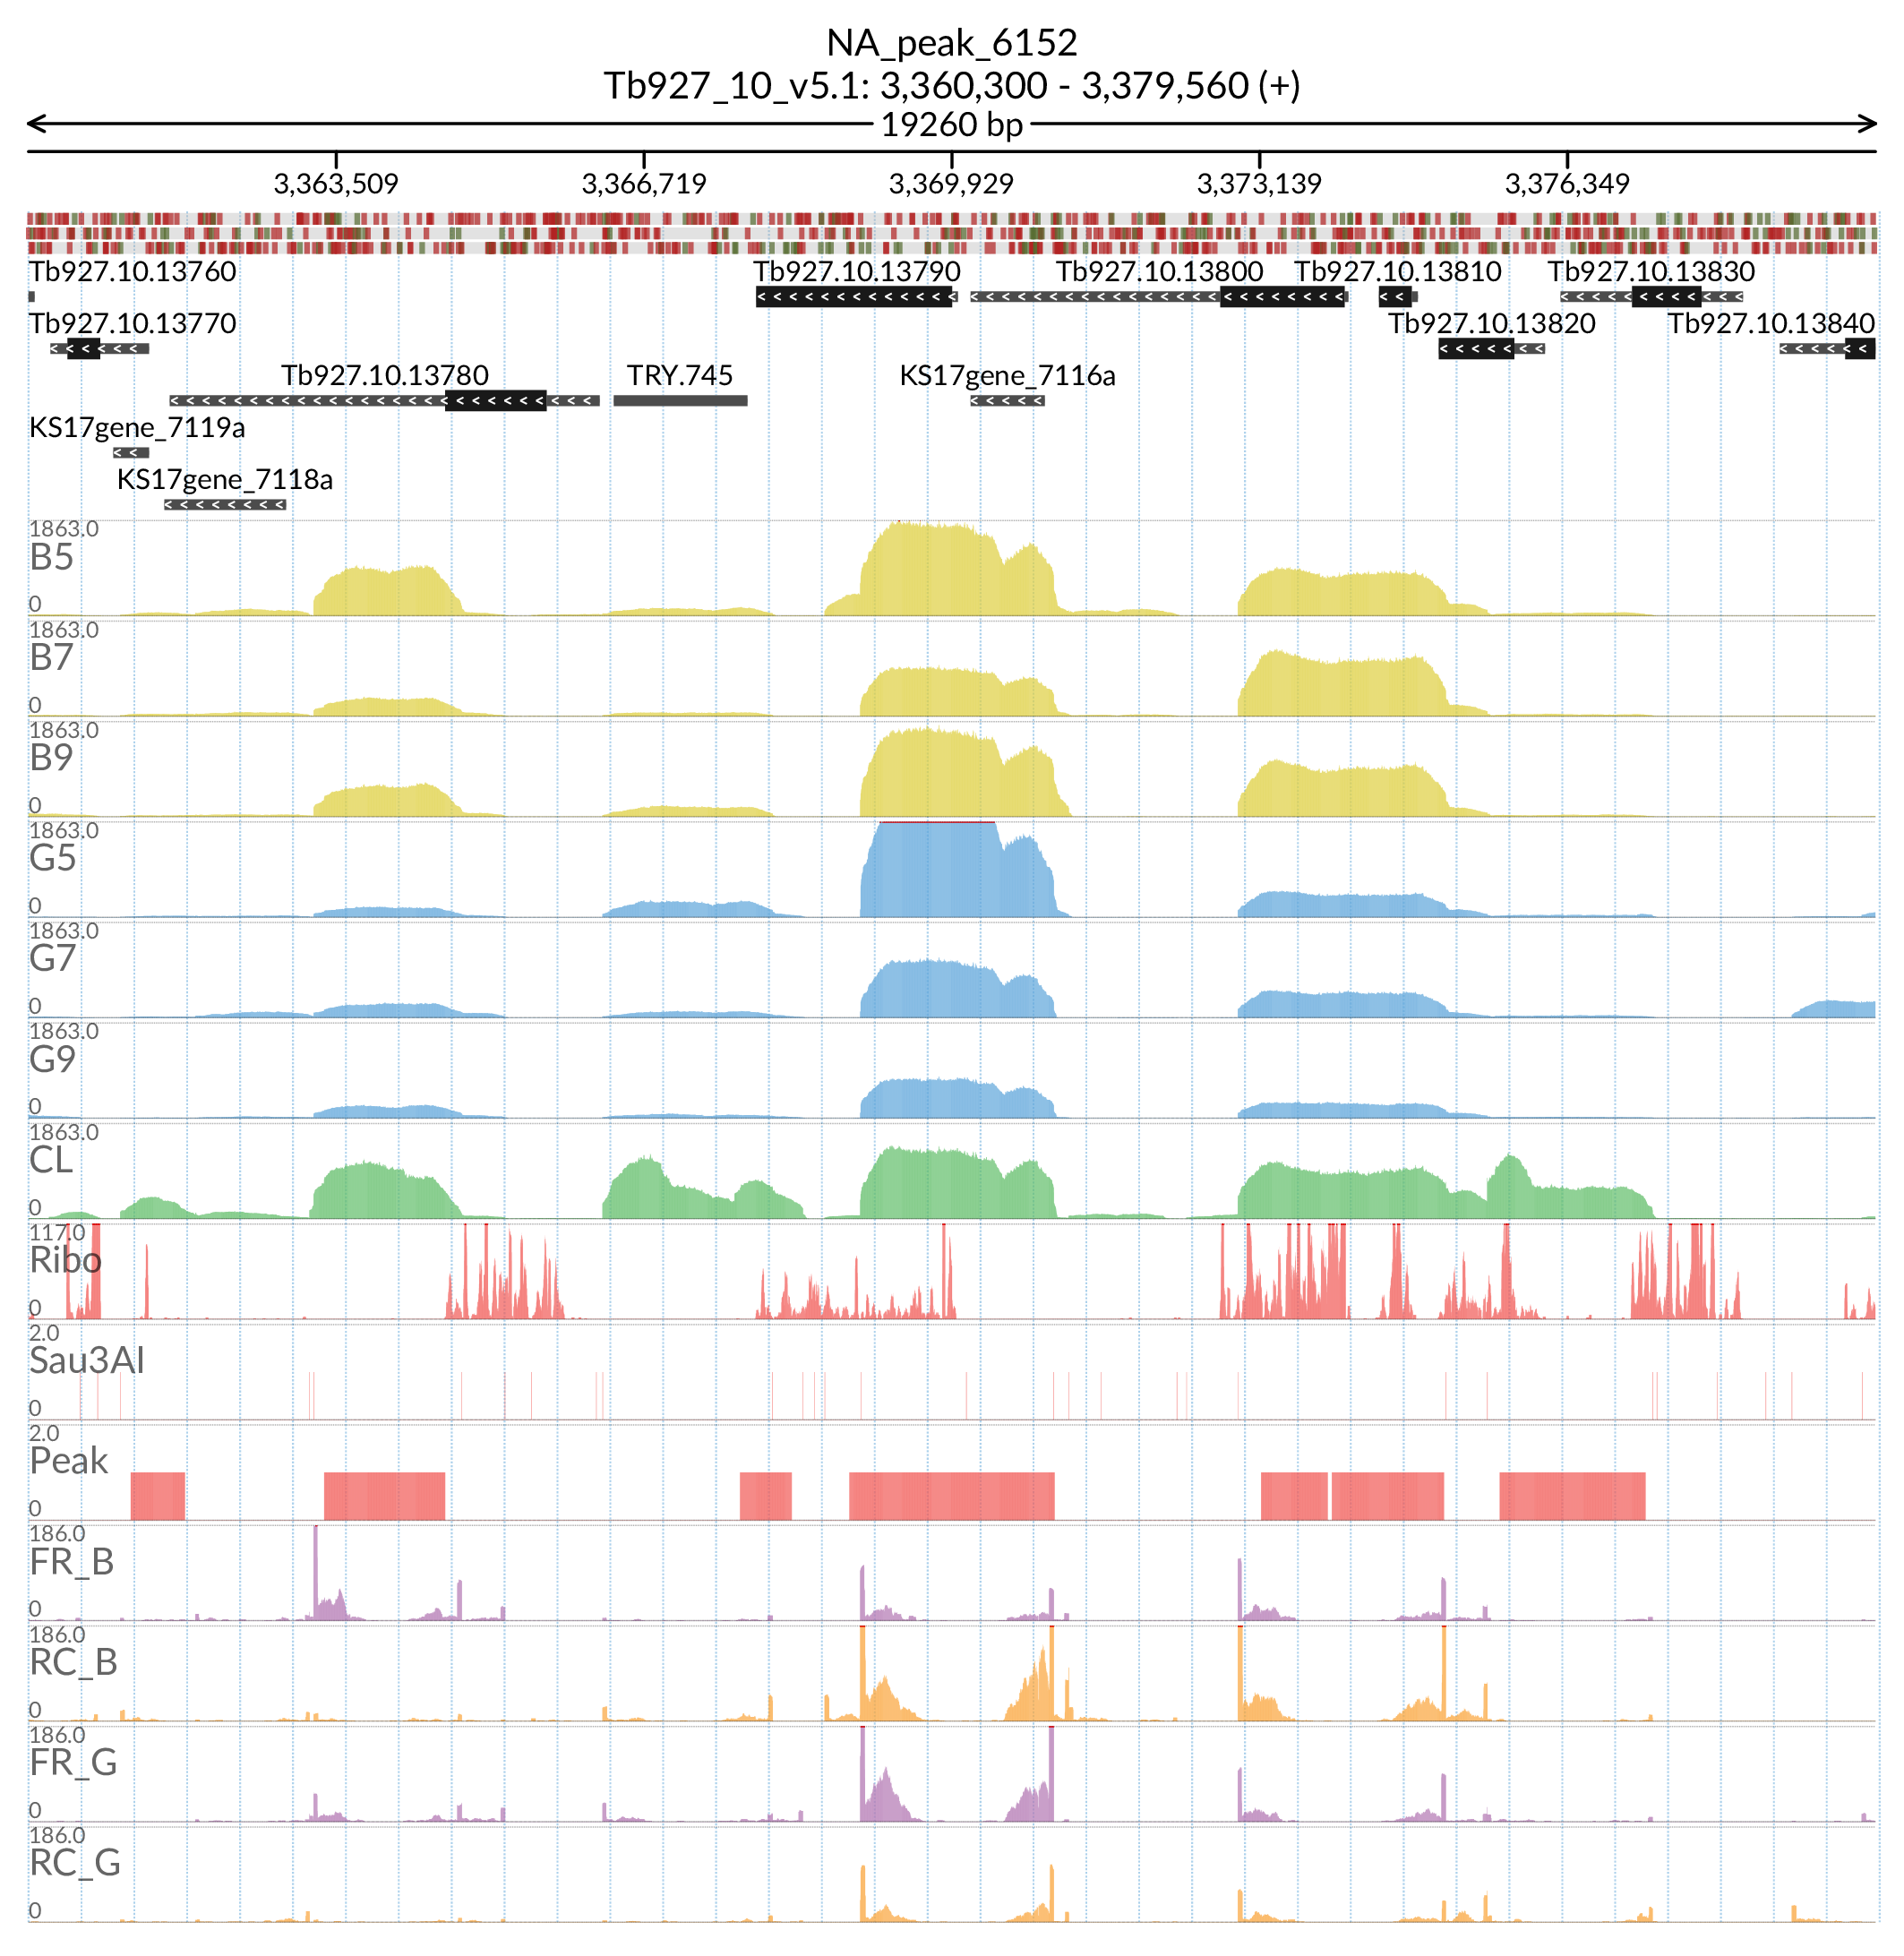 NA_peak_6152
Tb927_10_v5.1: 3,360,300 - 3,379,560 (+)
19260 bp
3,363,509 3,366,719 3,369,929 3,373,139 3,376,349
Tb927.10.13760 Tb927.10.13790 Tb927.10.13800 Tb927.10.13810 Tb927.10.13830
Tb927.10.13770 Tb927.10.13820 Tb927.10.13840
Tb927.10.13780 TRY.745 KS17gene_7116a
KS17gene_7119a
KS17gene_7118a
1863.0
B5
0
1863.0
B7
0
1863.0
B9
0
1863.0
G5
0
1863.0
G7
0
1863.0
G9
0
1863.0
CL
0
117.0
Ribo
0
2.0
Sau3AI
0
2.0
Peak
0
186.0
FR_B
0
186.0
RC_B
0
186.0
FR_G
0
186.0
RC_G
0